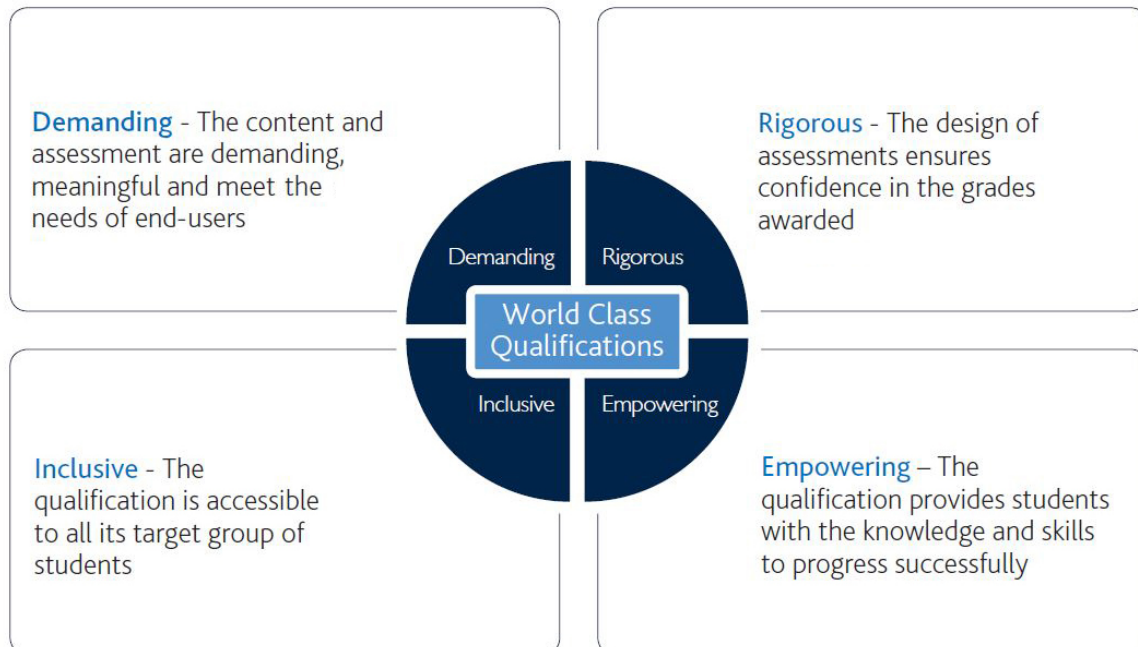 Demanding - The content and
assessment are demanding,
meaningful and meet the
needs of end-users
Rigorous - The design of
assessments ensures
confidence in the grades
awarded
Demanding
Rigorous
World Class
Qualifications
Inclusive
Empowering
Inclusive - The
qualification is accessible
to all its target group of
students
Empowering – The
qualification provides students
with the knowledge and skills
to progress successfully